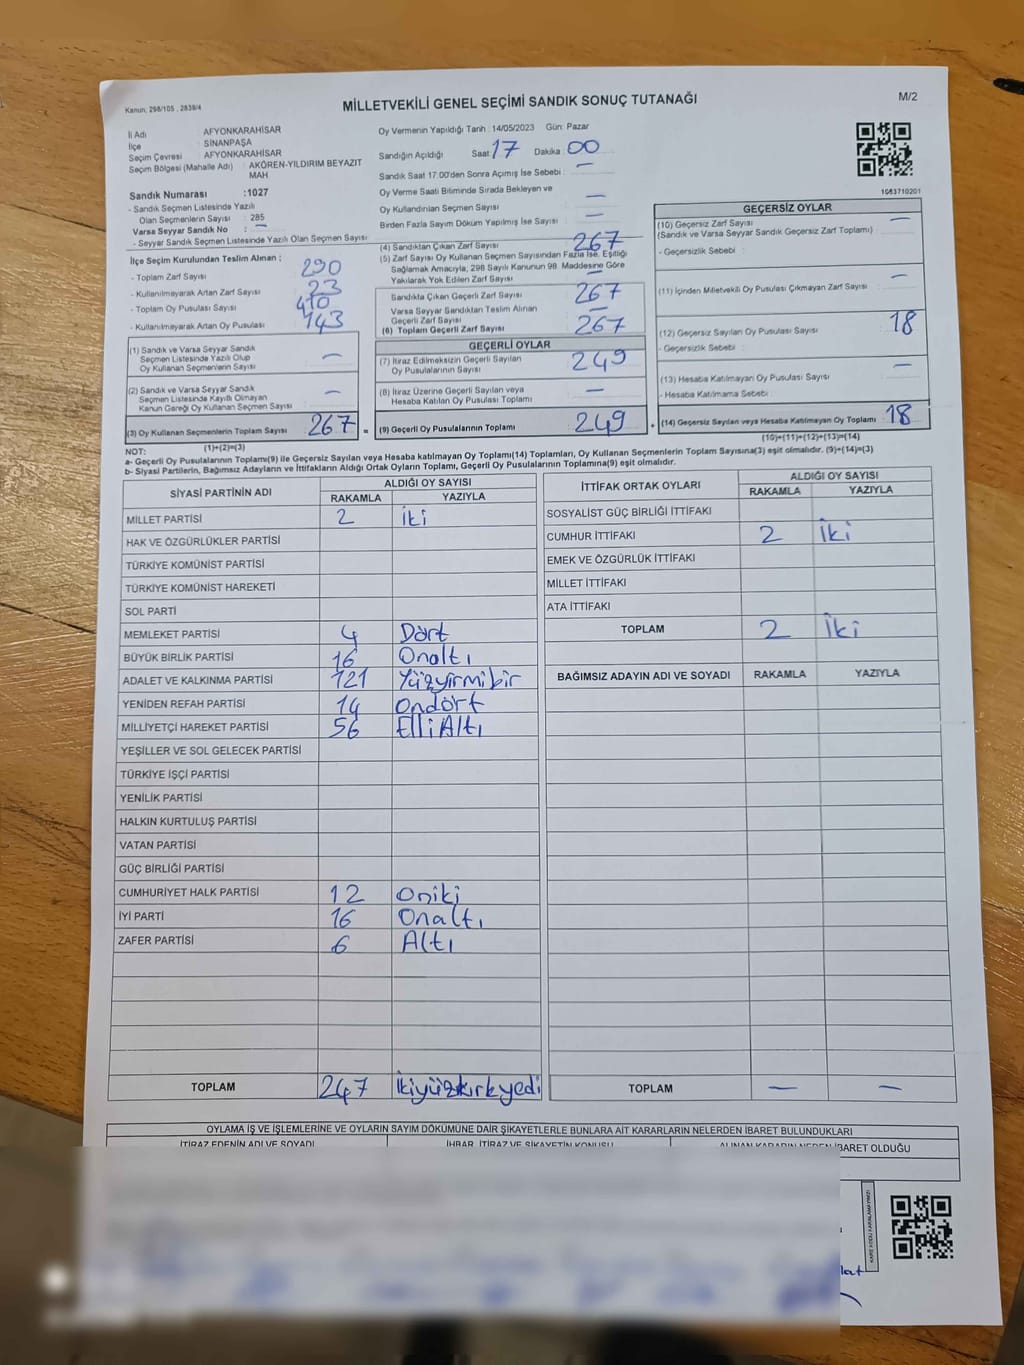 Kanun; 298/105 , 2839/4
MİLLETVEKİLİ GENEL SEÇİMİ SANDIK SONUÇ TUTANAĞI
M/2
İl Adı : AFYONKARAHİSAR
İlçe : SİNANPAŞA
Seçim Çevresi : AFYONKARAHİSAR
Seçim Bölgesi (Mahalle Adı) : AKÖREN-YILDIRIM BEYAZIT
MAH
Sandık Numarası :1027
- Sandık Seçmen Listesinde Yazılı
Olan Seçmenlerin Sayısı : 285
Varsa Seyyar Sandık No : —
- Seyyar Sandık Seçmen Listesinde Yazılı Olan Seçmen Sayısı
İlçe Seçim Kurulundan Teslim Alınan ;
- Toplam Zarf Sayısı : 290
- Kullanılmayarak Artan Zarf Sayısı : 23
- Toplam Oy Pusulası Sayısı : 410
- Kullanılmayarak Artan Oy Pusulası : 143
(1) Sandık ve Varsa Seyyar Sandık
Seçmen Listesinde Yazılı Olup
Oy Kullanan Seçmenlerin Sayısı : —
(2) Sandık ve Varsa Seyyar Sandık
Seçmen Listesinde Kayıtlı Olmayan
Kanun Gereği Oy Kullanan Seçmen Sayısı : —
(3) Oy Kullanan Seçmenlerin Toplam Sayısı : 267
(1)+(2)=(3)
Oy Vermenin Yapıldığı Tarih :14/05/2023 Gün: Pazar
Sandığın Açıldığı Saat: 17 Dakika: 00
Sandık Saat 17.00'den Sonra Açımış İse Sebebi : —
Oy Verme Saati Bitiminde Sırada Bekleyen ve
Oy Kullandırılan Seçmen Sayısı : —
Birden Fazla Sayım Döküm Yapılmış İse Sayısı : —
(4) Sandıktan Çıkan Zarf Sayısı : 267
(5) Zarf Sayısı Oy Kullanan Seçmen Sayısından Fazla İse, Eşitliği
Sağlamak Amacıyla, 298 Sayılı Kanunun 98. Maddesine Göre
Yakılarak Yok Edilen Zarf Sayısı : —
Sandıkta Çıkan Geçerli Zarf Sayısı : 267
Varsa Seyyar Sandıktan Teslim Alınan
Geçerli Zarf Sayısı : —
(6) Toplam Geçerli Zarf Sayısı : 267
GEÇERLİ OYLAR
(7) İtiraz Edilmeksizin Geçerli Sayılan
Oy Pusulalarının Sayısı : 249
(8) İtiraz Üzerine Geçerli Sayılan veya
Hesaba Katılan Oy Pusulası Toplamı : —
= (9) Geçerli Oy Pusulalarının Toplamı : 249
1083710201
GEÇERSİZ OYLAR
(10) Geçersiz Zarf Sayısı : —
(Sandık ve Varsa Seyyar Sandık Geçersiz Zarf Toplamı)
- Geçersizlik Sebebi :
(11) İçinden Milletvekili Oy Pusulası Çıkmayan Zarf Sayısı : —
(12) Geçersiz Sayılan Oy Pusulası Sayısı : 18
- Geçersizlik Sebebi :
(13) Hesaba Katılmayan Oy Pusulası Sayısı : —
- Hesaba Katılmama Sebebi :
+ (14) Geçersiz Sayılan veya Hesaba Katılmayan Oy Toplamı : 18
(10)+(11)+(12)+(13)=(14)
NOT:
a- Geçerli Oy Pusulasının Toplamı(9) ile Geçersiz Sayılan veya Hesaba katılmayan Oy Toplamı(14) Toplamları, Oy Kullanan Seçmenlerin Toplam Sayısına(3) eşit olmalıdır. (9)+(14)=(3)
b- Siyasi Partilerin, Bağımsız Adayların ve İttifakların Aldığı Ortak Oyların Toplamı, Geçerli Oy Pusulalarının Toplamına(9) eşit olmalıdır.
SİYASİ PARTİNİN ADI ALDIĞI OY SAYISI
RAKAMLA YAZIYLA
MİLLET PARTİSİ 2 İki
HAK VE ÖZGÜRLÜKLER PARTİSİ
TÜRKİYE KOMÜNİST PARTİSİ
TÜRKİYE KOMÜNİST HAREKETİ
SOL PARTİ
MEMLEKET PARTİSİ 4 Dört
BÜYÜK BİRLİK PARTİSİ 16 Onaltı
ADALET VE KALKINMA PARTİSİ 121 Yüzyirmibir
YENİDEN REFAH PARTİSİ 14 Ondört
MİLLİYETÇİ HAREKET PARTİSİ 56 Elli Altı
YEŞİLLER VE SOL GELECEK PARTİSİ
TÜRKİYE İŞÇİ PARTİSİ
YENİLİK PARTİSİ
HALKIN KURTULUŞ PARTİSİ
VATAN PARTİSİ
GÜÇ BİRLİĞİ PARTİSİ
CUMHURİYET HALK PARTİSİ 12 Oniki
İYİ PARTİ 16 Onaltı
ZAFER PARTİSİ 6 Altı
TOPLAM 247 İkiyüzkırkyedi
İTTİFAK ORTAK OYLARI ALDIĞI OY SAYISI
RAKAMLA YAZIYLA
SOSYALİST GÜÇ BİRLİĞİ İTTİFAKI
CUMHUR İTTİFAKI 2 İki
EMEK VE ÖZGÜRLÜK İTTİFAKI
MİLLET İTTİFAKI
ATA İTTİFAKI
TOPLAM 2 İki
BAĞIMSIZ ADAYIN ADI VE SOYADI RAKAMLA YAZIYLA
TOPLAM — —
OYLAMA İŞ VE İŞLEMLERİNE VE OYLARIN SAYIM DÖKÜMÜNE DAİR ŞİKAYETLERLE BUNLARA AİT KARARLARIN NELERDEN İBARET BULUNDUKLARI
İTİRAZ EDENİN ADI VE SOYADI İHBAR, İTİRAZ VE ŞİKAYETİN KONUSU ALINAN KARARIN NEDEN İBARET OLDUĞU
KARE KODU KARALAMAYINIZ!